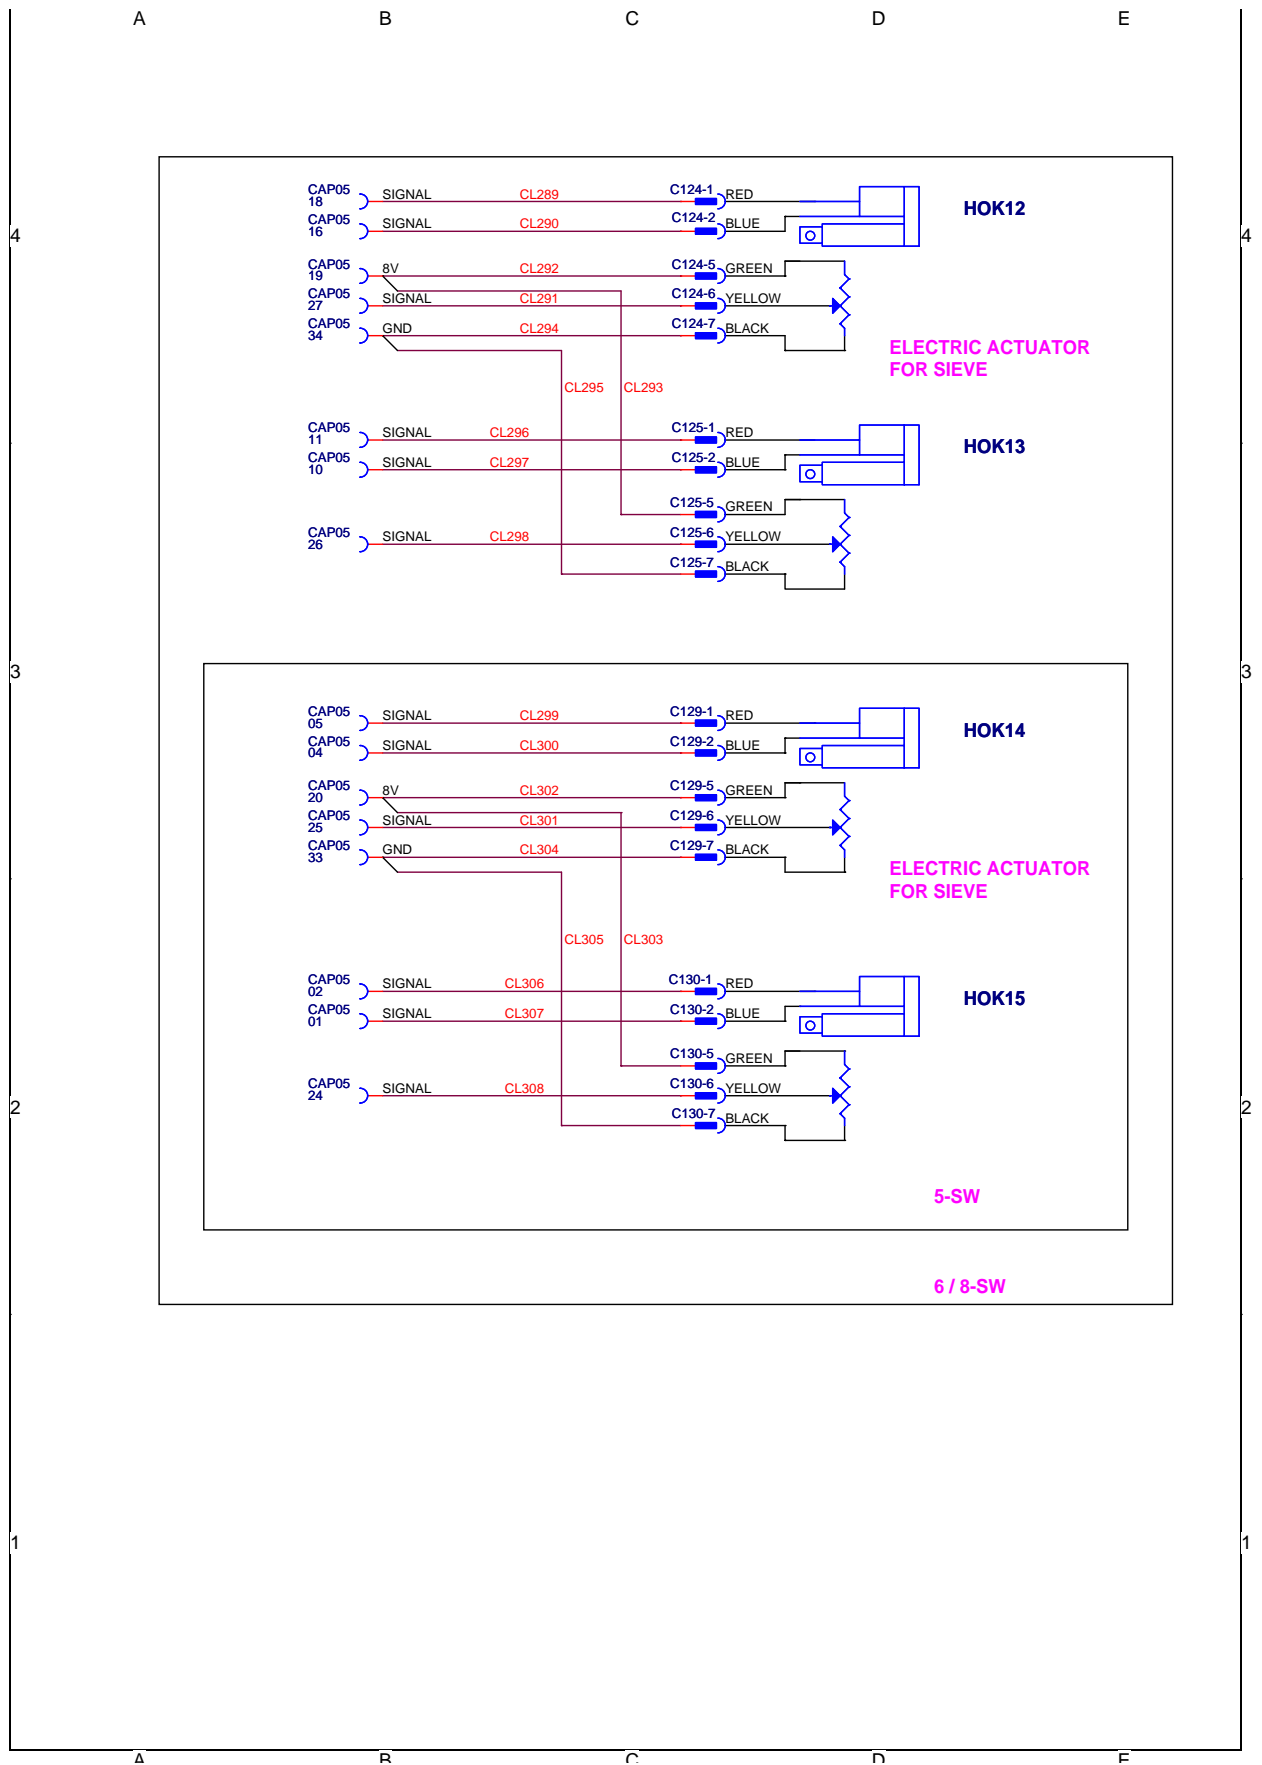 A B C D E
CAP05 SIGNAL CL289 C124-1 RED HOK12
18
CAP05 SIGNAL CL290 C124-2 BLUE
16
4 4
CAP05 8V CL292 C124-5 GREEN
19
CAP05 SIGNAL CL291 C124-6 YELLOW
27
CAP05 GND CL294 C124-7 BLACK
34
ELECTRIC ACTUATOR
FOR SIEVE
CL295 CL293
CAP05 SIGNAL CL296 C125-1 RED HOK13
11
CAP05 SIGNAL CL297 C125-2 BLUE
10
C125-5 GREEN
CAP05 SIGNAL CL298 C125-6 YELLOW
26
C125-7 BLACK
3 3
CAP05 SIGNAL CL299 C129-1 RED HOK14
05
CAP05 SIGNAL CL300 C129-2 BLUE
04
CAP05 8V CL302 C129-5 GREEN
20
CAP05 SIGNAL CL301 C129-6 YELLOW
25
CAP05 GND CL304 C129-7 BLACK
33
ELECTRIC ACTUATOR
FOR SIEVE
CL305 CL303
CAP05 SIGNAL CL306 C130-1 RED HOK15
02
CAP05 SIGNAL CL307 C130-2 BLUE
01
C130-5 GREEN
CAP05 SIGNAL CL308 C130-6 YELLOW
24
2 2
C130-7 BLACK
5-SW
6 / 8-SW
1 1
A B C D E